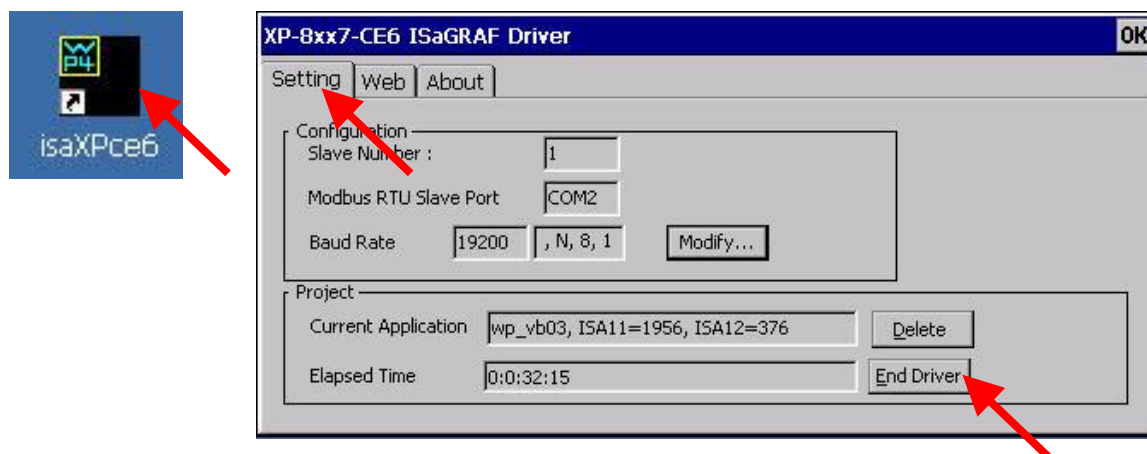 W
P4
isaXPce6
XP-8xx7-CE6 ISaGRAF Driver
OK
Setting Web About
Configuration
Slave Number : 1
Modbus RTU Slave Port COM2
Baud Rate 19200 , N, 8, 1 Modify...
Project
Current Application wp_vb03, ISA11=1956, ISA12=376 Delete
Elapsed Time 0:0:32:15 End Driver